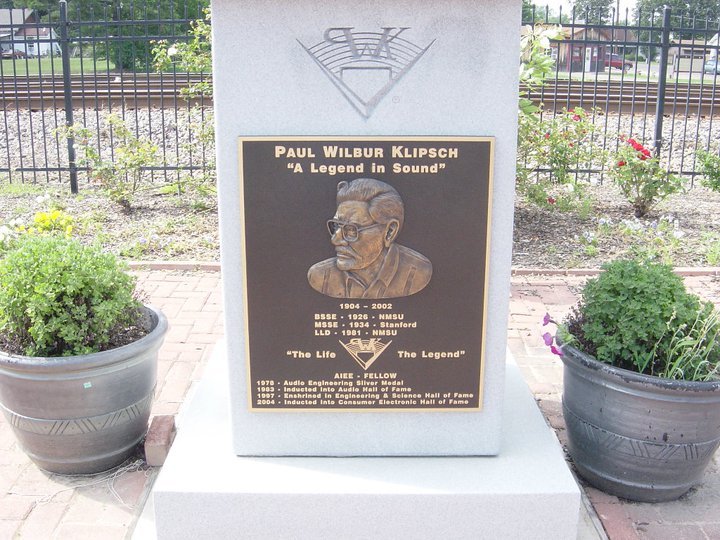 PWK
PAUL WILBUR KLIPSCH
"A Legend in Sound"
1904 - 2002
BSSE - 1926 - NMSU
MSSE - 1934 - Stanford
LLD - 1981 - NMSU
PWK
"The Life The Legend"
AIEE - FELLOW
1978 - Audio Engineering Silver Medal
1983 - Inducted into Audio Hall of Fame
1997 - Enshrined in Engineering & Science Hall of Fame
2004 - Inducted into Consumer Electronic Hall of Fame